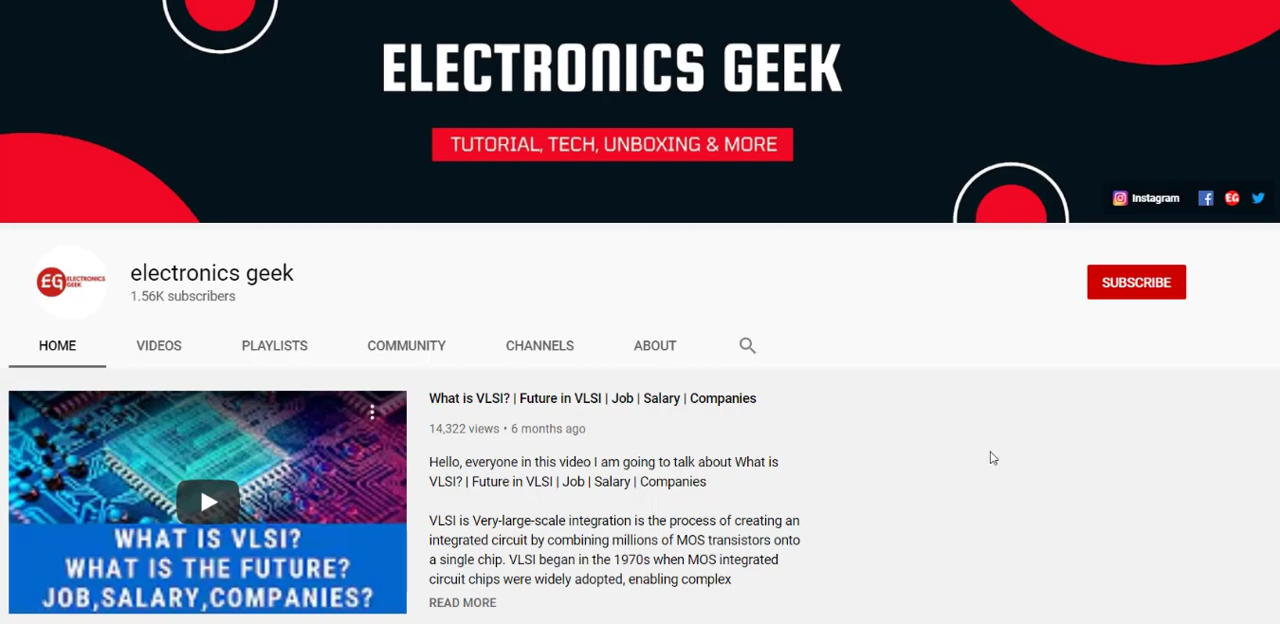 ELECTRONICS GEEK
TUTORIAL, TECH, UNBOXING & MORE
Instagram
EG
EG ELECTRONICS
GEEK
electronics geek
1.56K subscribers
SUBSCRIBE
HOME VIDEOS PLAYLISTS COMMUNITY CHANNELS ABOUT
WHAT IS VLSI?
WHAT IS THE FUTURE?
JOB,SALARY,COMPANIES?
What is VLSI? | Future in VLSI | Job | Salary | Companies
14,322 views • 6 months ago
Hello, everyone in this video I am going to talk about What is
VLSI? | Future in VLSI | Job | Salary | Companies
VLSI is Very-large-scale integration is the process of creating an
integrated circuit by combining millions of MOS transistors onto
a single chip. VLSI began in the 1970s when MOS integrated
circuit chips were widely adopted, enabling complex
READ MORE